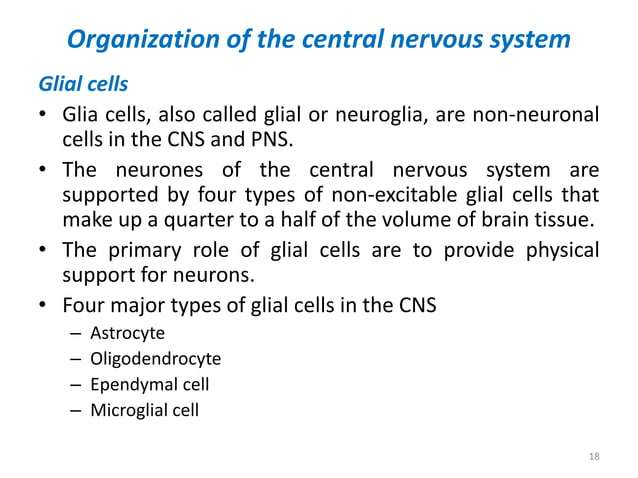 Organization of the central nervous system
Glial cells
• Glia cells, also called glial or neuroglia, are non-neuronal
cells in the CNS and PNS.
• The neurones of the central nervous system are
supported by four types of non-excitable glial cells that
make up a quarter to a half of the volume of brain tissue.
• The primary role of glial cells are to provide physical
support for neurons.
• Four major types of glial cells in the CNS
– Astrocyte
– Oligodendrocyte
– Ependymal cell
– Microglial cell
18